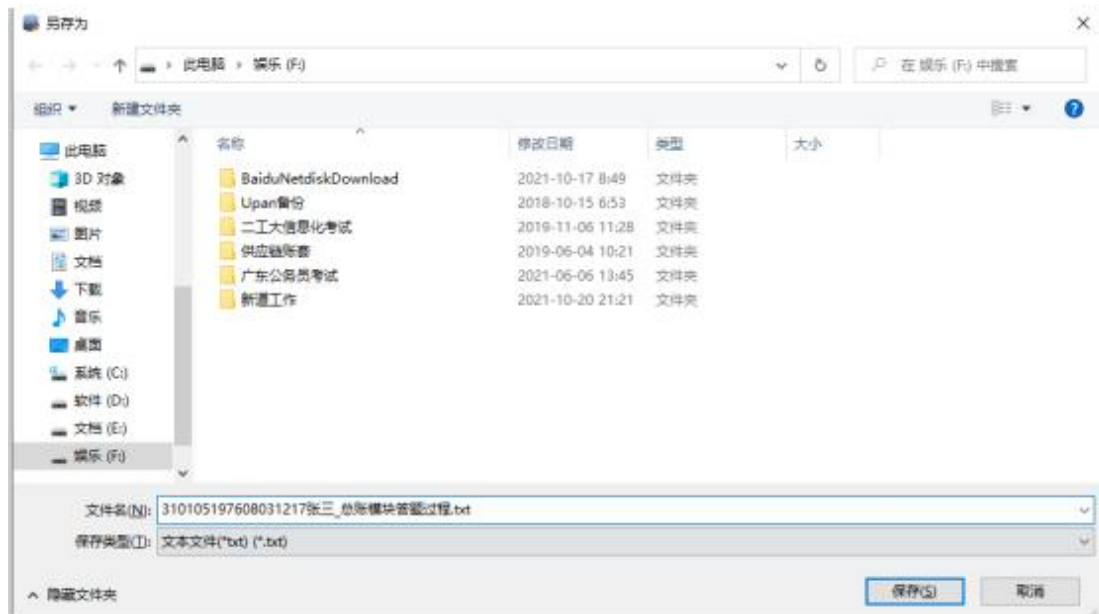 另存为
此电脑 › 娱乐 (F:)
在 娱乐 (F:) 中搜索
组织 新建文件夹
名称 修改日期 类型 大小
此电脑
3D 对象
视频
图片
文档
下载
音乐
桌面
系统 (C:)
软件 (D:)
文档 (E:)
娱乐 (F:)
BaiduNetdiskDownload 2021-10-17 8:49 文件夹
Upan备份 2018-10-15 6:53 文件夹
二工大信息化考试 2019-11-06 11:28 文件夹
供应链账套 2019-06-04 10:21 文件夹
广东公务员考试 2021-06-06 13:45 文件夹
新道工作 2021-10-20 21:21 文件夹
文件名(N): 310105197608031217张三_总账模块答题过程.txt
保存类型(T): 文本文件(*txt) (*.txt)
隐藏文件夹 保存(S) 取消